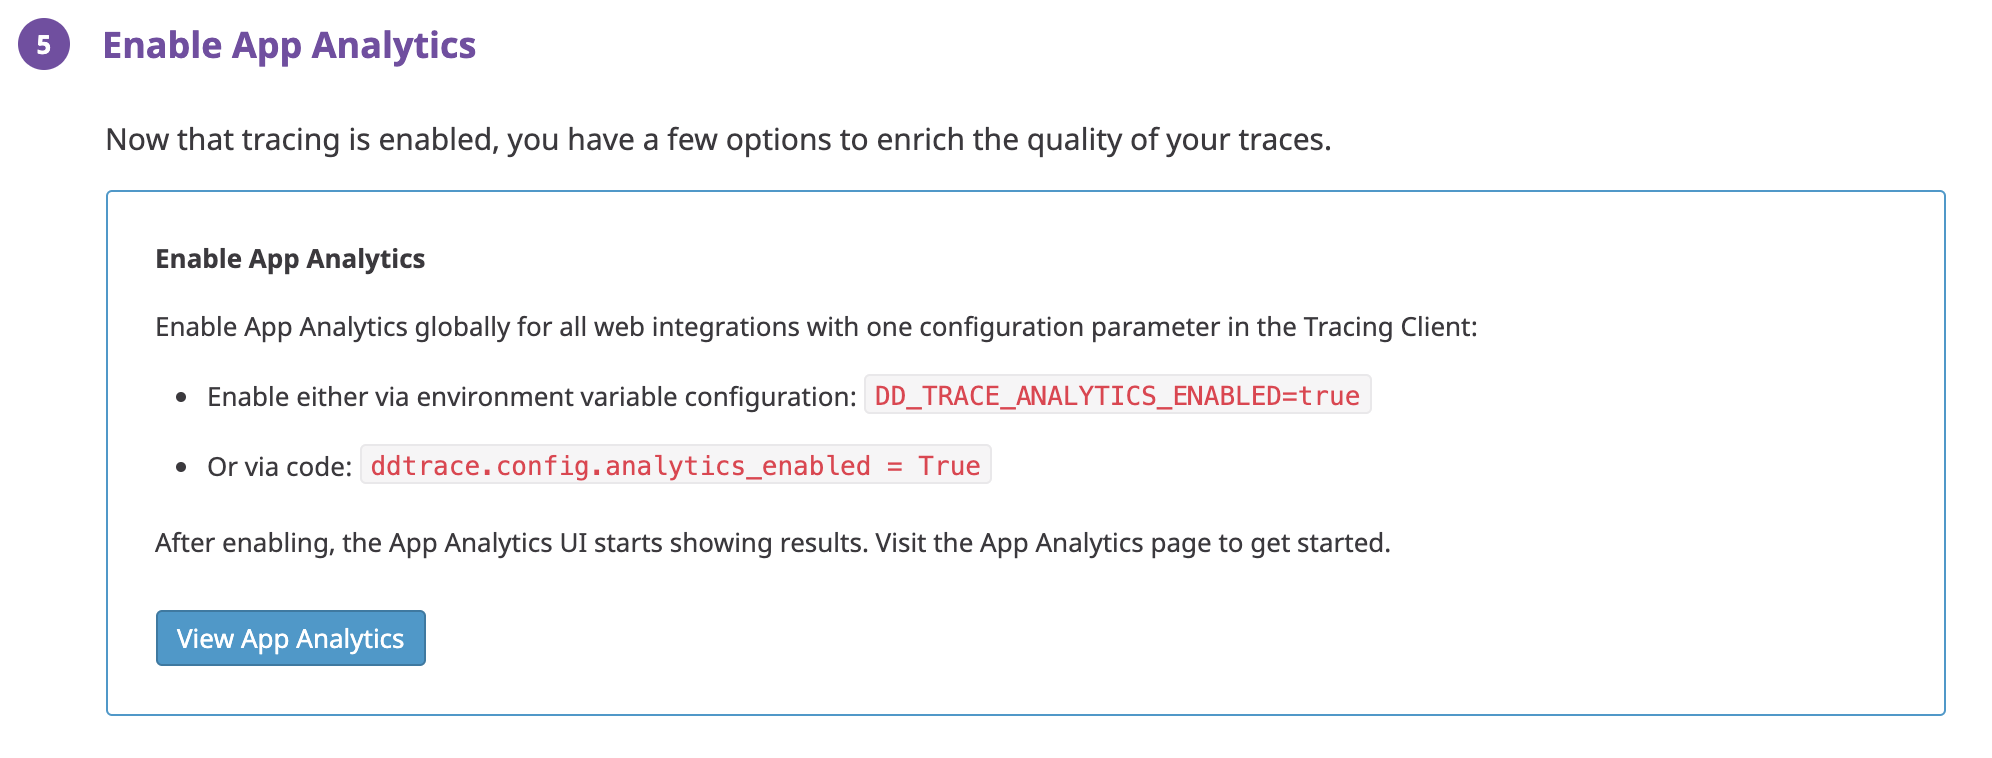 5 Enable App Analytics
Now that tracing is enabled, you have a few options to enrich the quality of your traces.
Enable App Analytics
Enable App Analytics globally for all web integrations with one configuration parameter in the Tracing Client:
• Enable either via environment variable configuration: DD_TRACE_ANALYTICS_ENABLED=true
• Or via code: ddtrace.config.analytics_enabled = True
After enabling, the App Analytics UI starts showing results. Visit the App Analytics page to get started.
View App Analytics